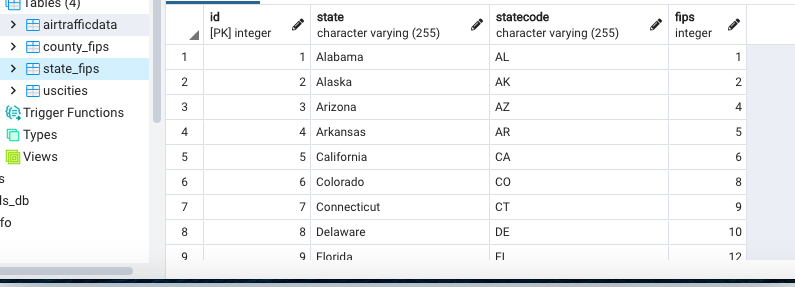 Tables (4)
airtrafficdata
county_fips
state_fips
uscities
Trigger Functions
Types
Views
s
ls_db
fo
id state statecode fips
[PK] integer character varying (255) character varying (255) integer
1 1 Alabama AL 1
2 2 Alaska AK 2
3 3 Arizona AZ 4
4 4 Arkansas AR 5
5 5 California CA 6
6 6 Colorado CO 8
7 7 Connecticut CT 9
8 8 Delaware DE 10
9 9 Florida FL 12